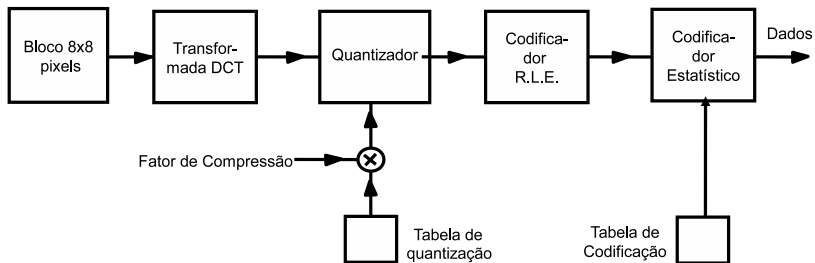 Bloco 8x8
pixels
Transfor-
mada DCT
Quantizador
Codifica-
dor
R.L.E.
Codifica-
dor
Estatístico
Dados
Fator de Compressão
Tabela de
quantização
Tabela de
Codificação